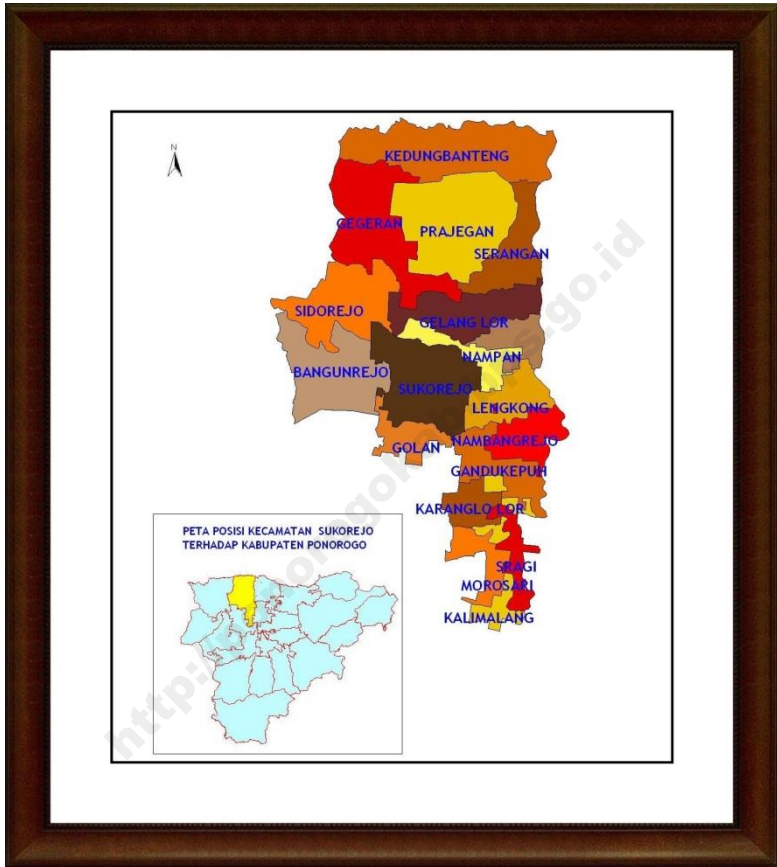 N
KEDUNGBANTENG
GEGERAN
PRAJEGAN
SERANGAN
SIDOREJO
GELANG LOR
NAMPAN
BANGUNREJO
SUKOREJO
LENGKONG
GOLAN
NAMBANGREJO
GANDUKEPUH
KARANGLO LOR
SRAGI
MOROSARI
KALIMALANG
PETA POSISI KECAMATAN SUKOREJO
TERHADAP KABUPATEN PONOROGO